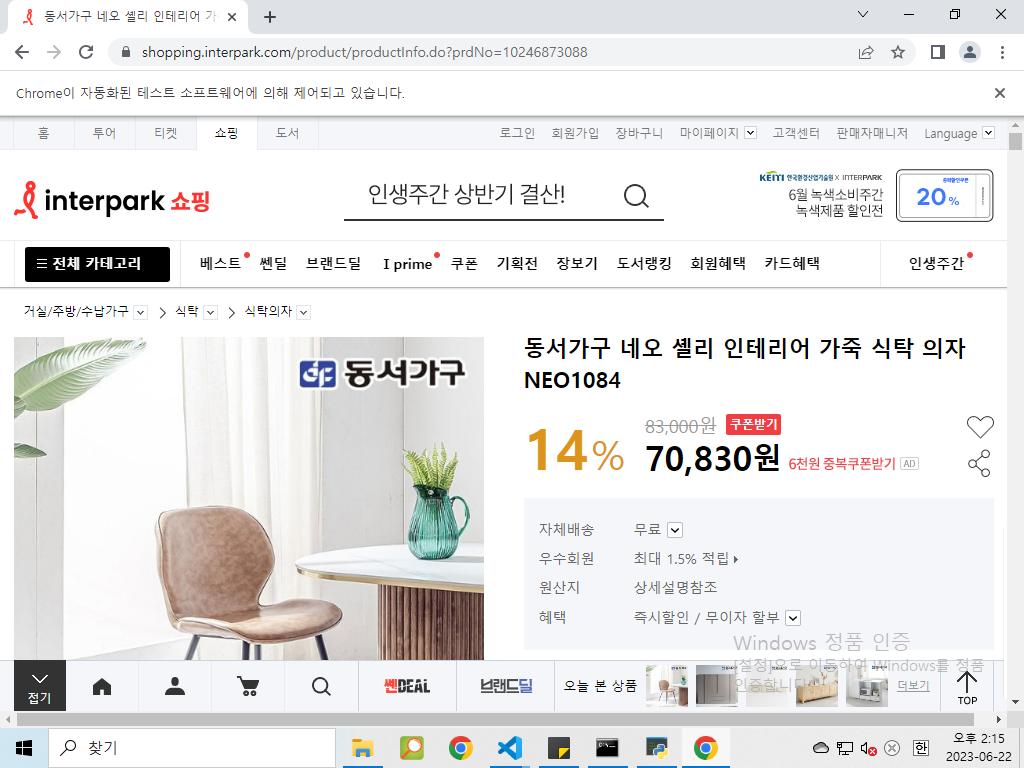 동서가구 네오 셸리 인테리어 가
shopping.interpark.com/product/productInfo.do?prdNo=10246873088
Chrome이 자동화된 테스트 소프트웨어에 의해 제어되고 있습니다.
홈 투어 티켓 쇼핑 도서 로그인 회원가입 장바구니 마이페이지 고객센터 판매자매니저 Language
interpark 쇼핑
인생주간 상반기 결산!
KEITI 한국환경산업기술원 X INTERPARK
6월 녹색소비주간
녹색제품 할인전
중복할인쿠폰
20%
전체 카테고리 베스트 쎈딜 브랜드딜 I prime 쿠폰 기획전 장보기 도서랭킹 회원혜택 카드혜택 인생주간
거실/주방/수납가구 식탁 식탁의자
동서가구
동서가구 네오 셸리 인테리어 가죽 식탁 의자
NEO1084
14%
83,000원 쿠폰받기
70,830원 6천원 중복쿠폰받기 AD
자체배송 무료
우수회원 최대 1.5% 적립
원산지 상세설명참조
혜택 즉시할인 / 무이자 할부
Windows 정품 인증
[설정]으로 이동하여 Windows를 정품
인증합니다.
접기
쎈DEAL
브랜드딜
오늘 본 상품
더보기
TOP
찾기
한
오후 2:15
2023-06-22